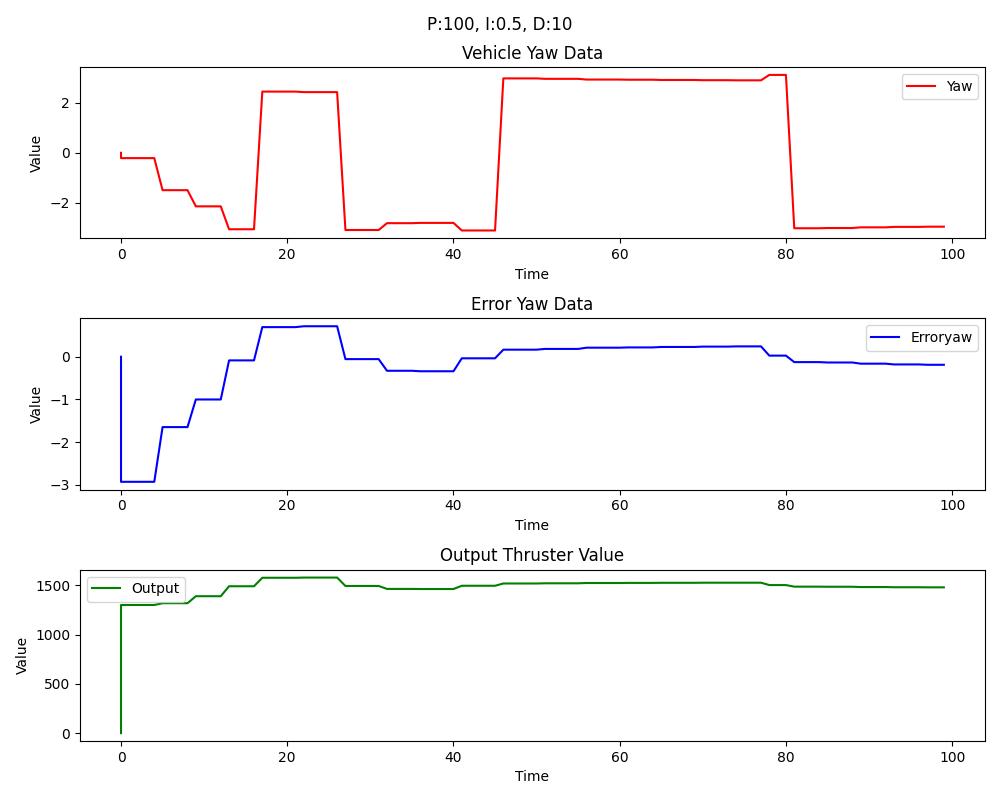 P:100, I:0.5, D:10
Vehicle Yaw Data
Value
2
0
−2
Yaw
0 20 40 60 80 100
Time
Error Yaw Data
Value
0
−1
−2
−3
Erroryaw
0 20 40 60 80 100
Time
Output Thruster Value
Value
1500
1000
500
0
Output
0 20 40 60 80 100
Time